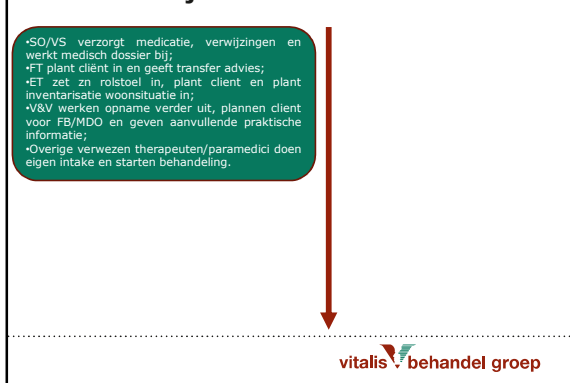 •SO/VS verzorgt medicatie, verwijzingen en
werkt medisch dossier bij;
•FT plant cliënt in en geeft transfer advies;
•ET zet zn rolstoel in, plant client en plant
inventarisatie woonsituatie in;
•V&V werken opname verder uit, plannen client
voor FB/MDO en geven aanvullende praktische
informatie;
•Overige verwezen therapeuten/paramedici doen
eigen intake en starten behandeling.
vitalis behandel groep